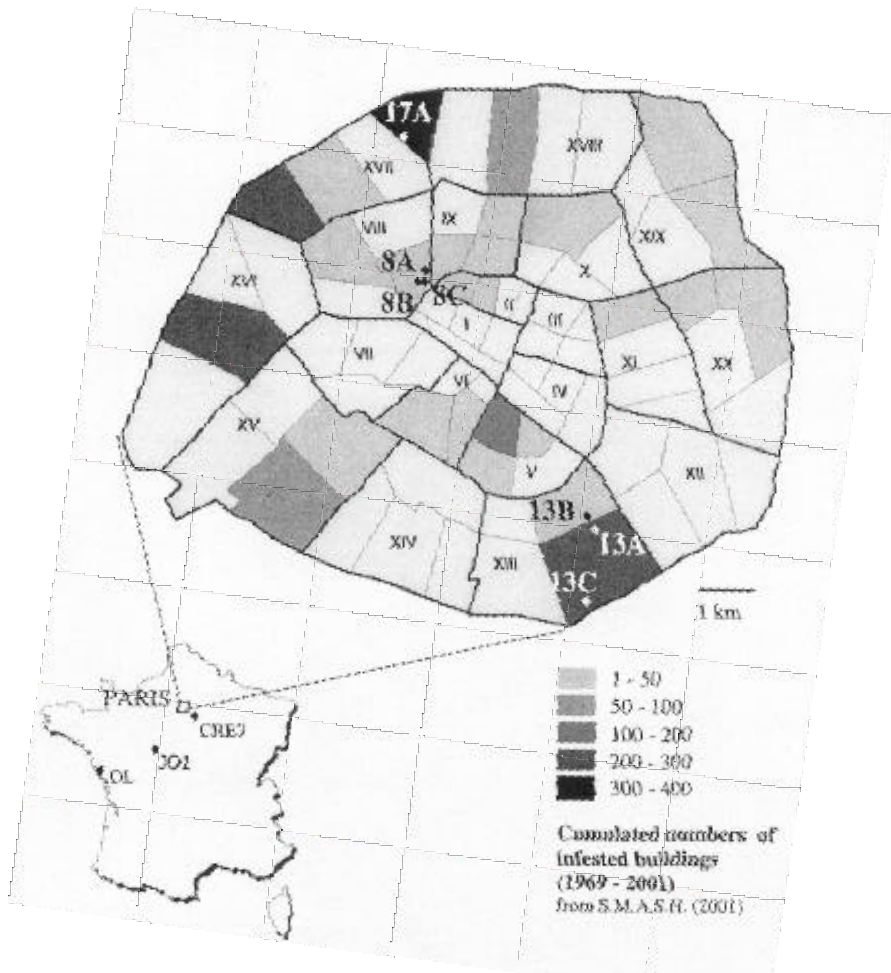 17A
XVIII
XVII
IX
VIII
XIX
8A
X
XVI
8B
8C
II
III
I
VII
XI
XX
VI
IV
XV
V
XII
13B
13A
XIV
XIII
13C
1 km
PARIS
1 - 50
50 - 100
100 - 200
200 - 300
300 - 400
Cumulated numbers of
infested buildings
(1969 - 2001)
from S.M.A.S.H. (2001)